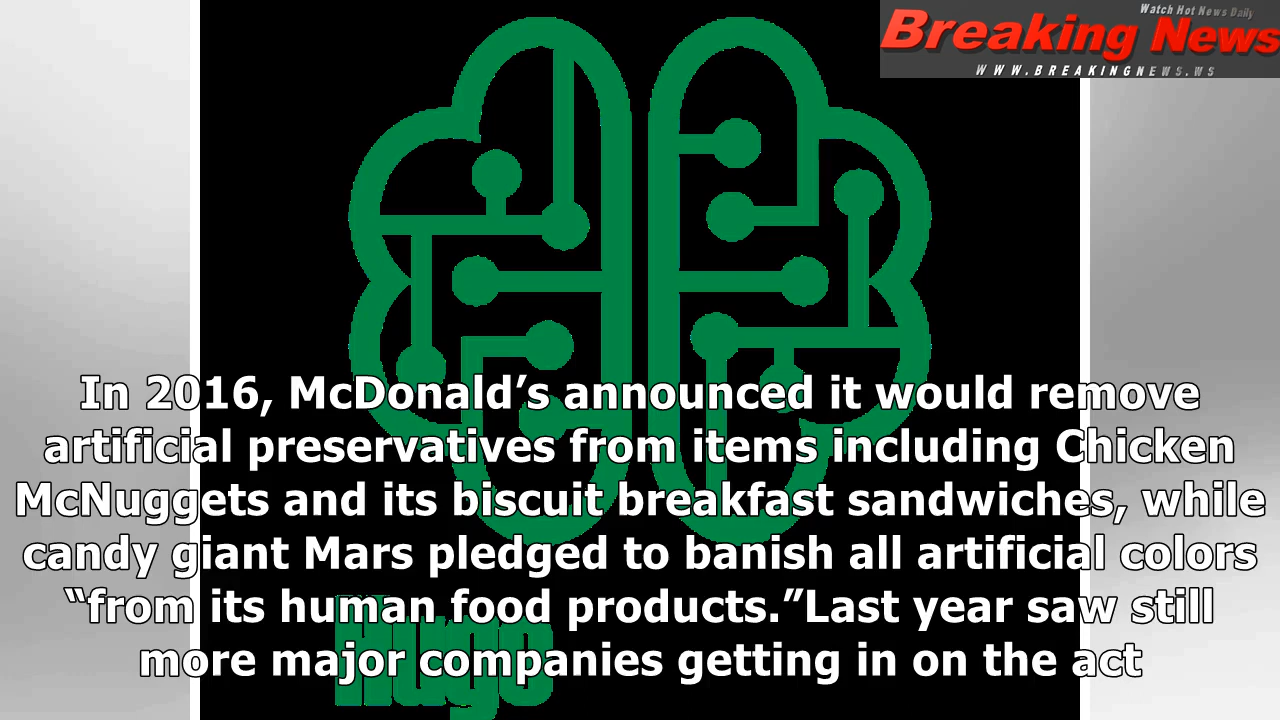 Watch Hot News Daily
Breaking News
WWW.BREAKINGNEWS.WS
In 2016, McDonald’s announced it would remove
artificial preservatives from items including Chicken
McNuggets and its biscuit breakfast sandwiches, while
candy giant Mars pledged to banish all artificial colors
“from its human food products.”Last year saw still
more major companies getting in on the act
Hugo